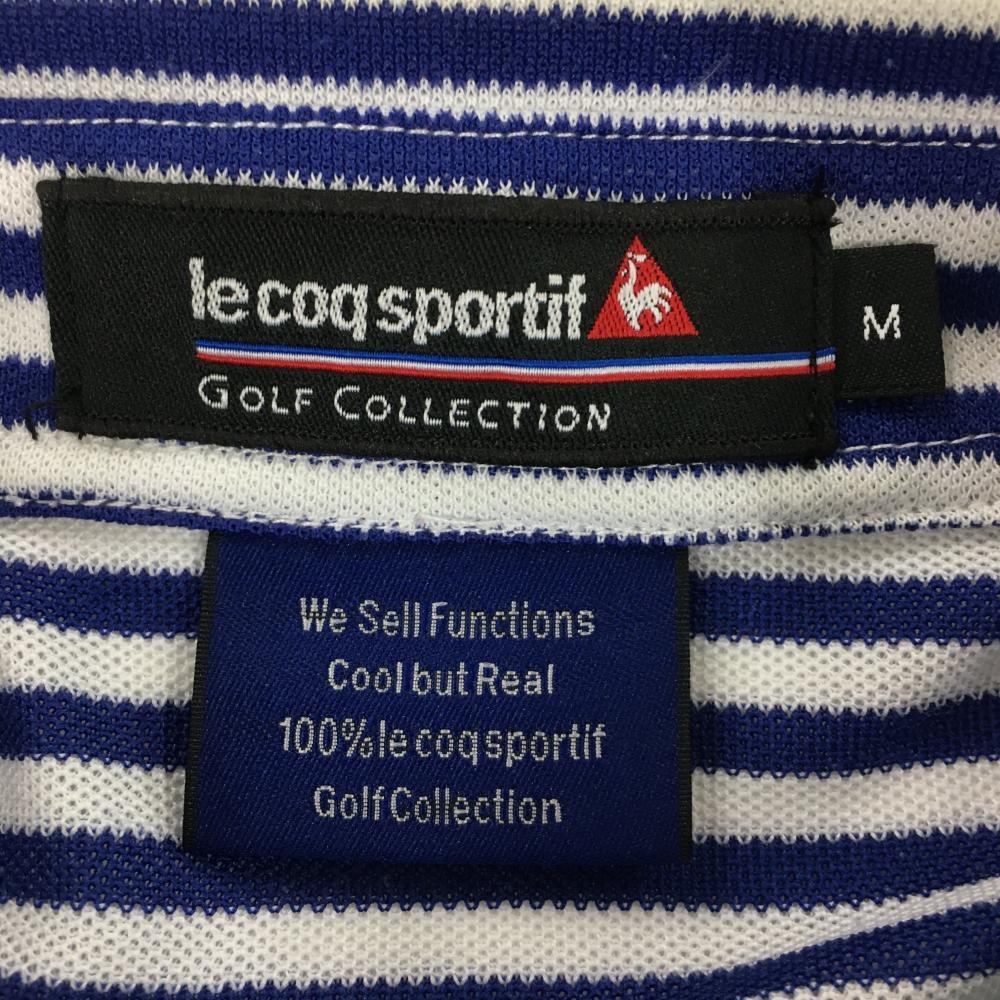 le coq sportif
GOLF COLLECTION
M
We Sell Functions
Cool but Real
100% le coq sportif
Golf Collection